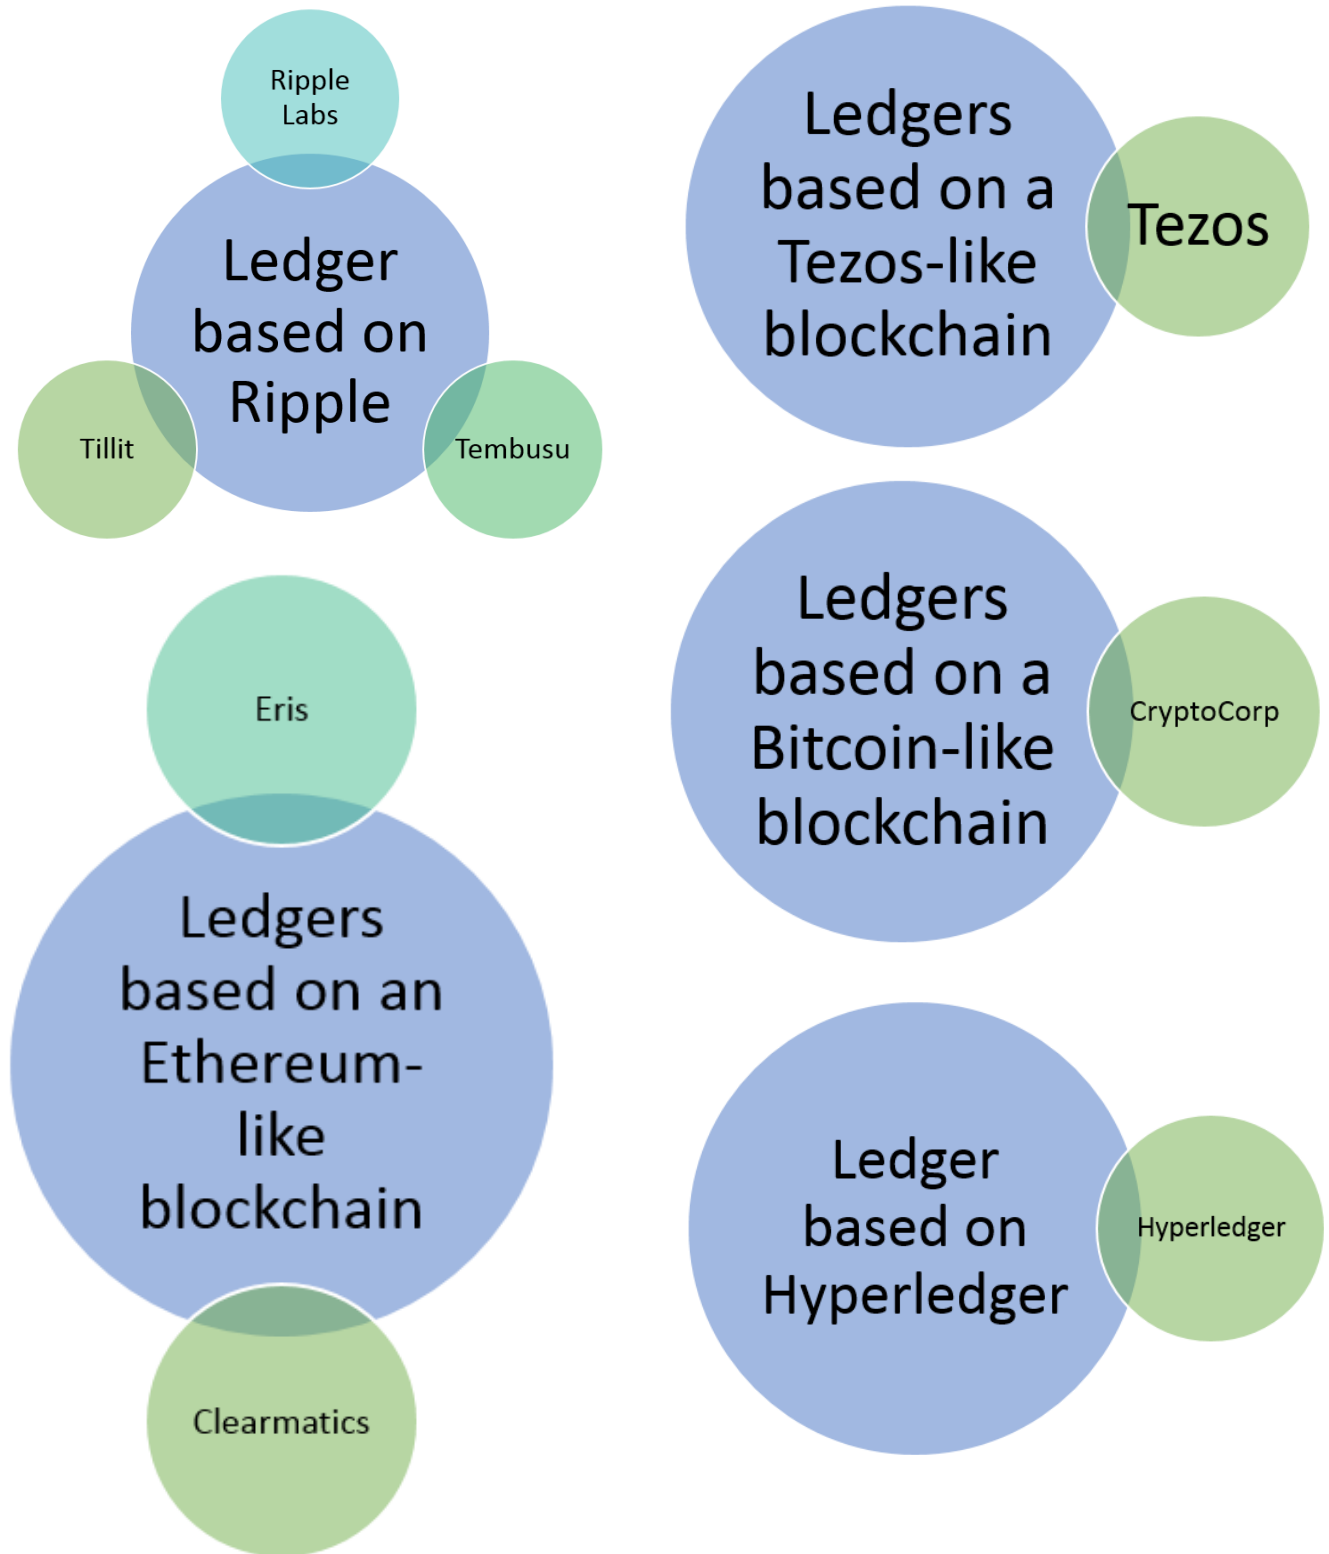 Ripple
Labs
Ledger
based on
Ripple
Tillit
Tembusu
Ledgers
based on a
Tezos-like
blockchain
Tezos
Eris
Ledgers
based on an
Ethereum-
like
blockchain
Clearmatics
Ledgers
based on a
Bitcoin-like
blockchain
CryptoCorp
Ledger
based on
Hyperledger
Hyperledger